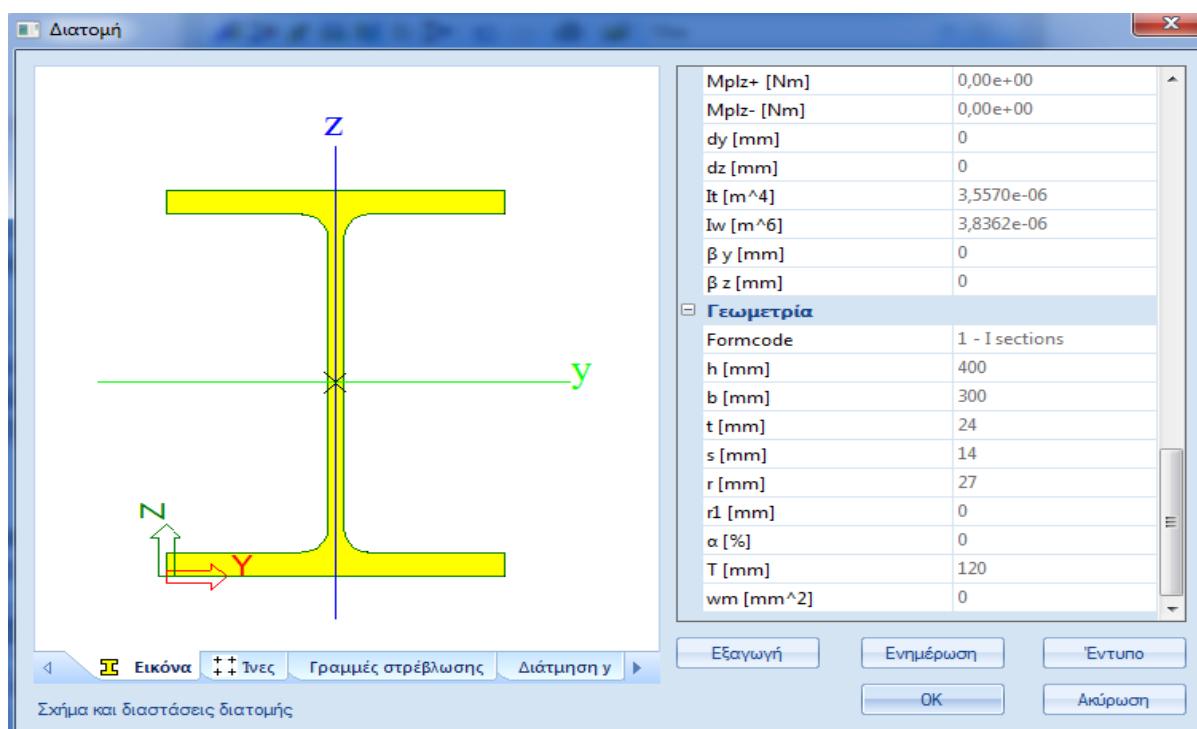 Διατομή
z
y
Z
Y
Εικόνα Ίνες Γραμμές στρέβλωσης Διάτμηση y
Σχήμα και διαστάσεις διατομής
Mplz+ [Nm] 0,00e+00
Mplz- [Nm] 0,00e+00
dy [mm] 0
dz [mm] 0
It [m^4] 3,5570e-06
Iw [m^6] 3,8362e-06
β y [mm] 0
β z [mm] 0
Γεωμετρία
Formcode 1 - I sections
h [mm] 400
b [mm] 300
t [mm] 24
s [mm] 14
r [mm] 27
r1 [mm] 0
α [%] 0
T [mm] 120
wm [mm^2] 0
Εξαγωγή Ενημέρωση Έντυπο
OK Ακύρωση